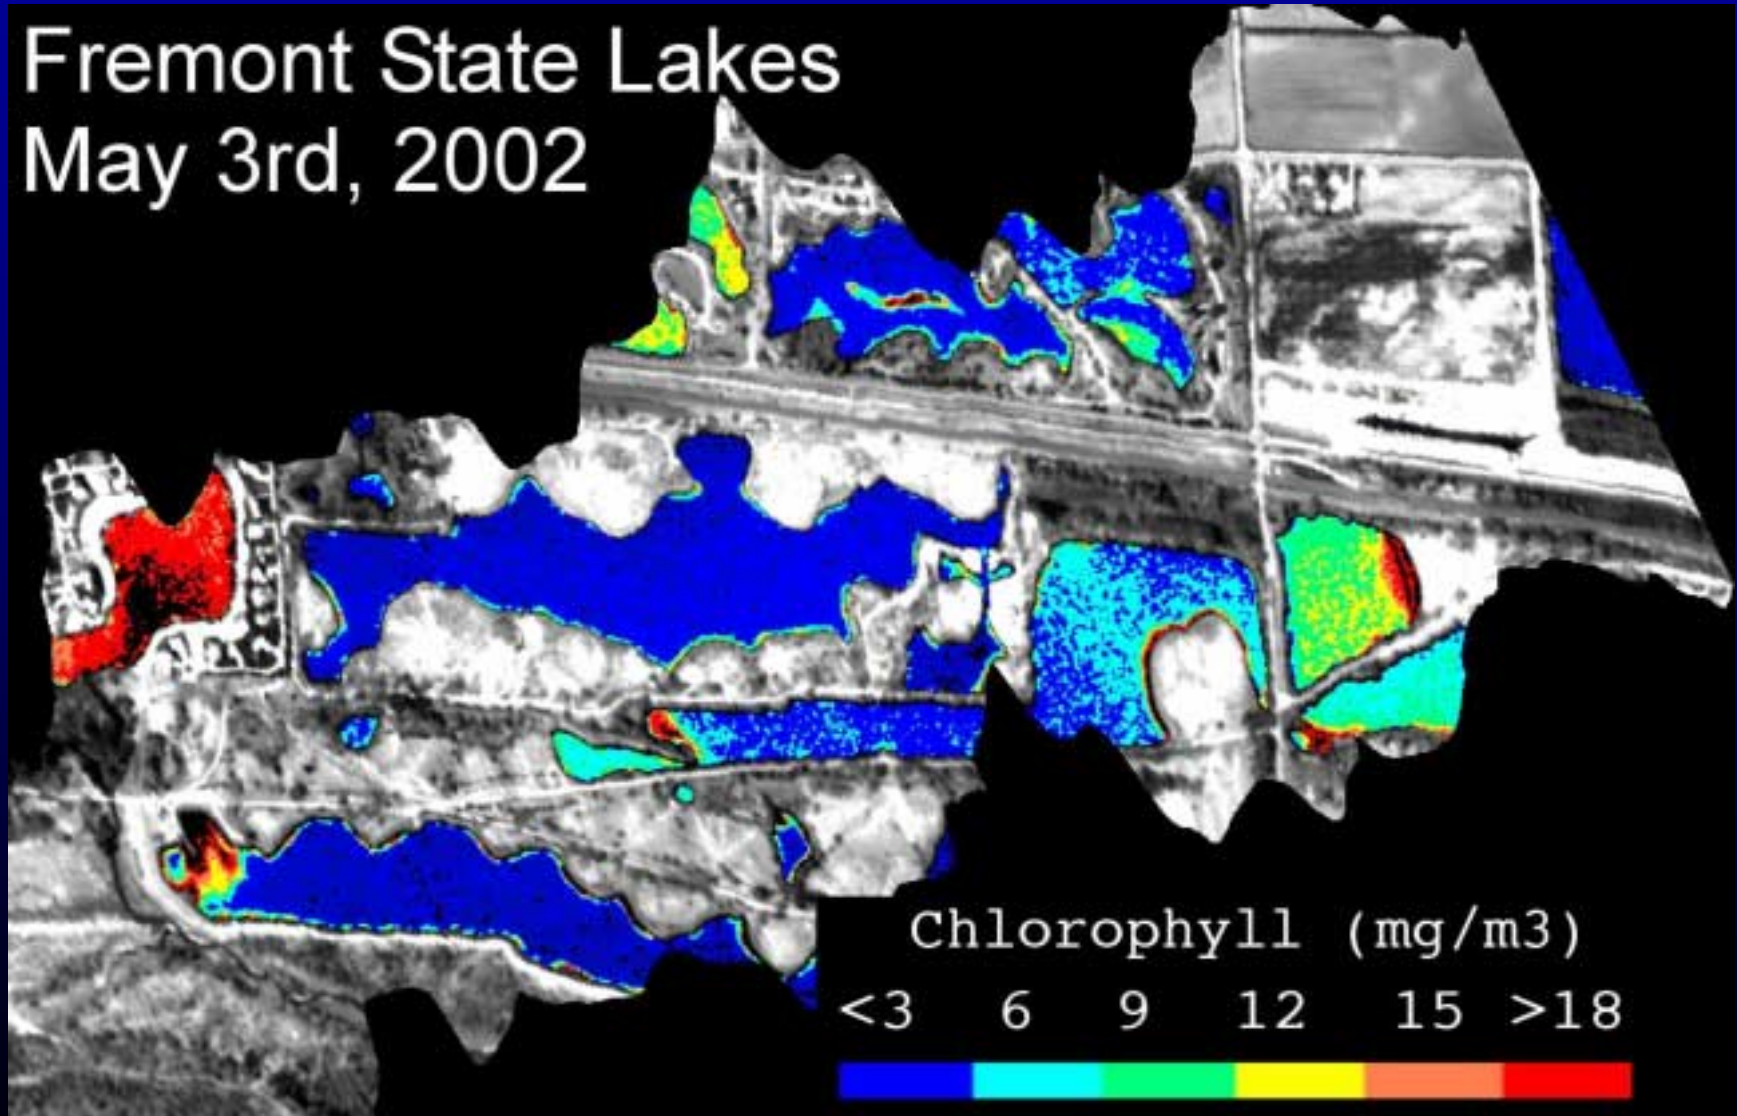 Fremont State Lakes
May 3rd, 2002
Chlorophyll (mg/m3)
<3 6 9 12 15 >18